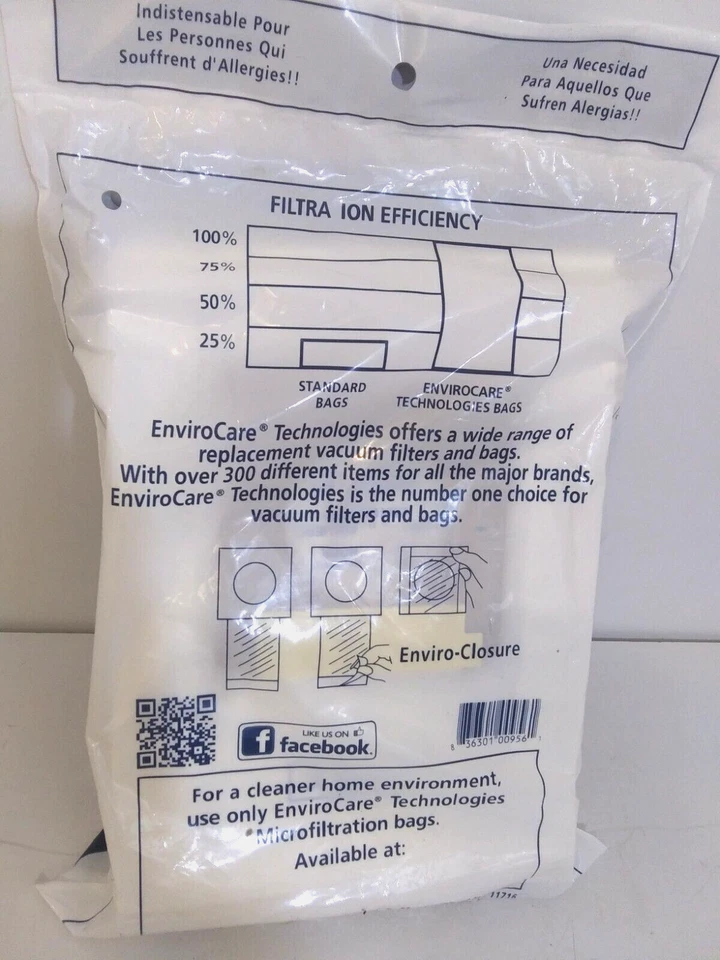 Indistensable Pour
Les Personnes Qui
Souffrent d'Allergies!!
Una Necesidad
Para Aquellos Que
Sufren Alergias!!
FILTRA ION EFFICIENCY
100%
75%
50%
25%
STANDARD
BAGS
ENVIROCARE®
TECHNOLOGIES BAGS
EnviroCare® Technologies offers a wide range of
replacement vacuum filters and bags.
With over 300 different items for all the major brands,
EnviroCare® Technologies is the number one choice for
vacuum filters and bags.
Enviro-Closure
f
LIKE US ON
facebook.
8 36301 00956 1
For a cleaner home environment,
use only EnviroCare® Technologies
Microfiltration bags.
Available at: